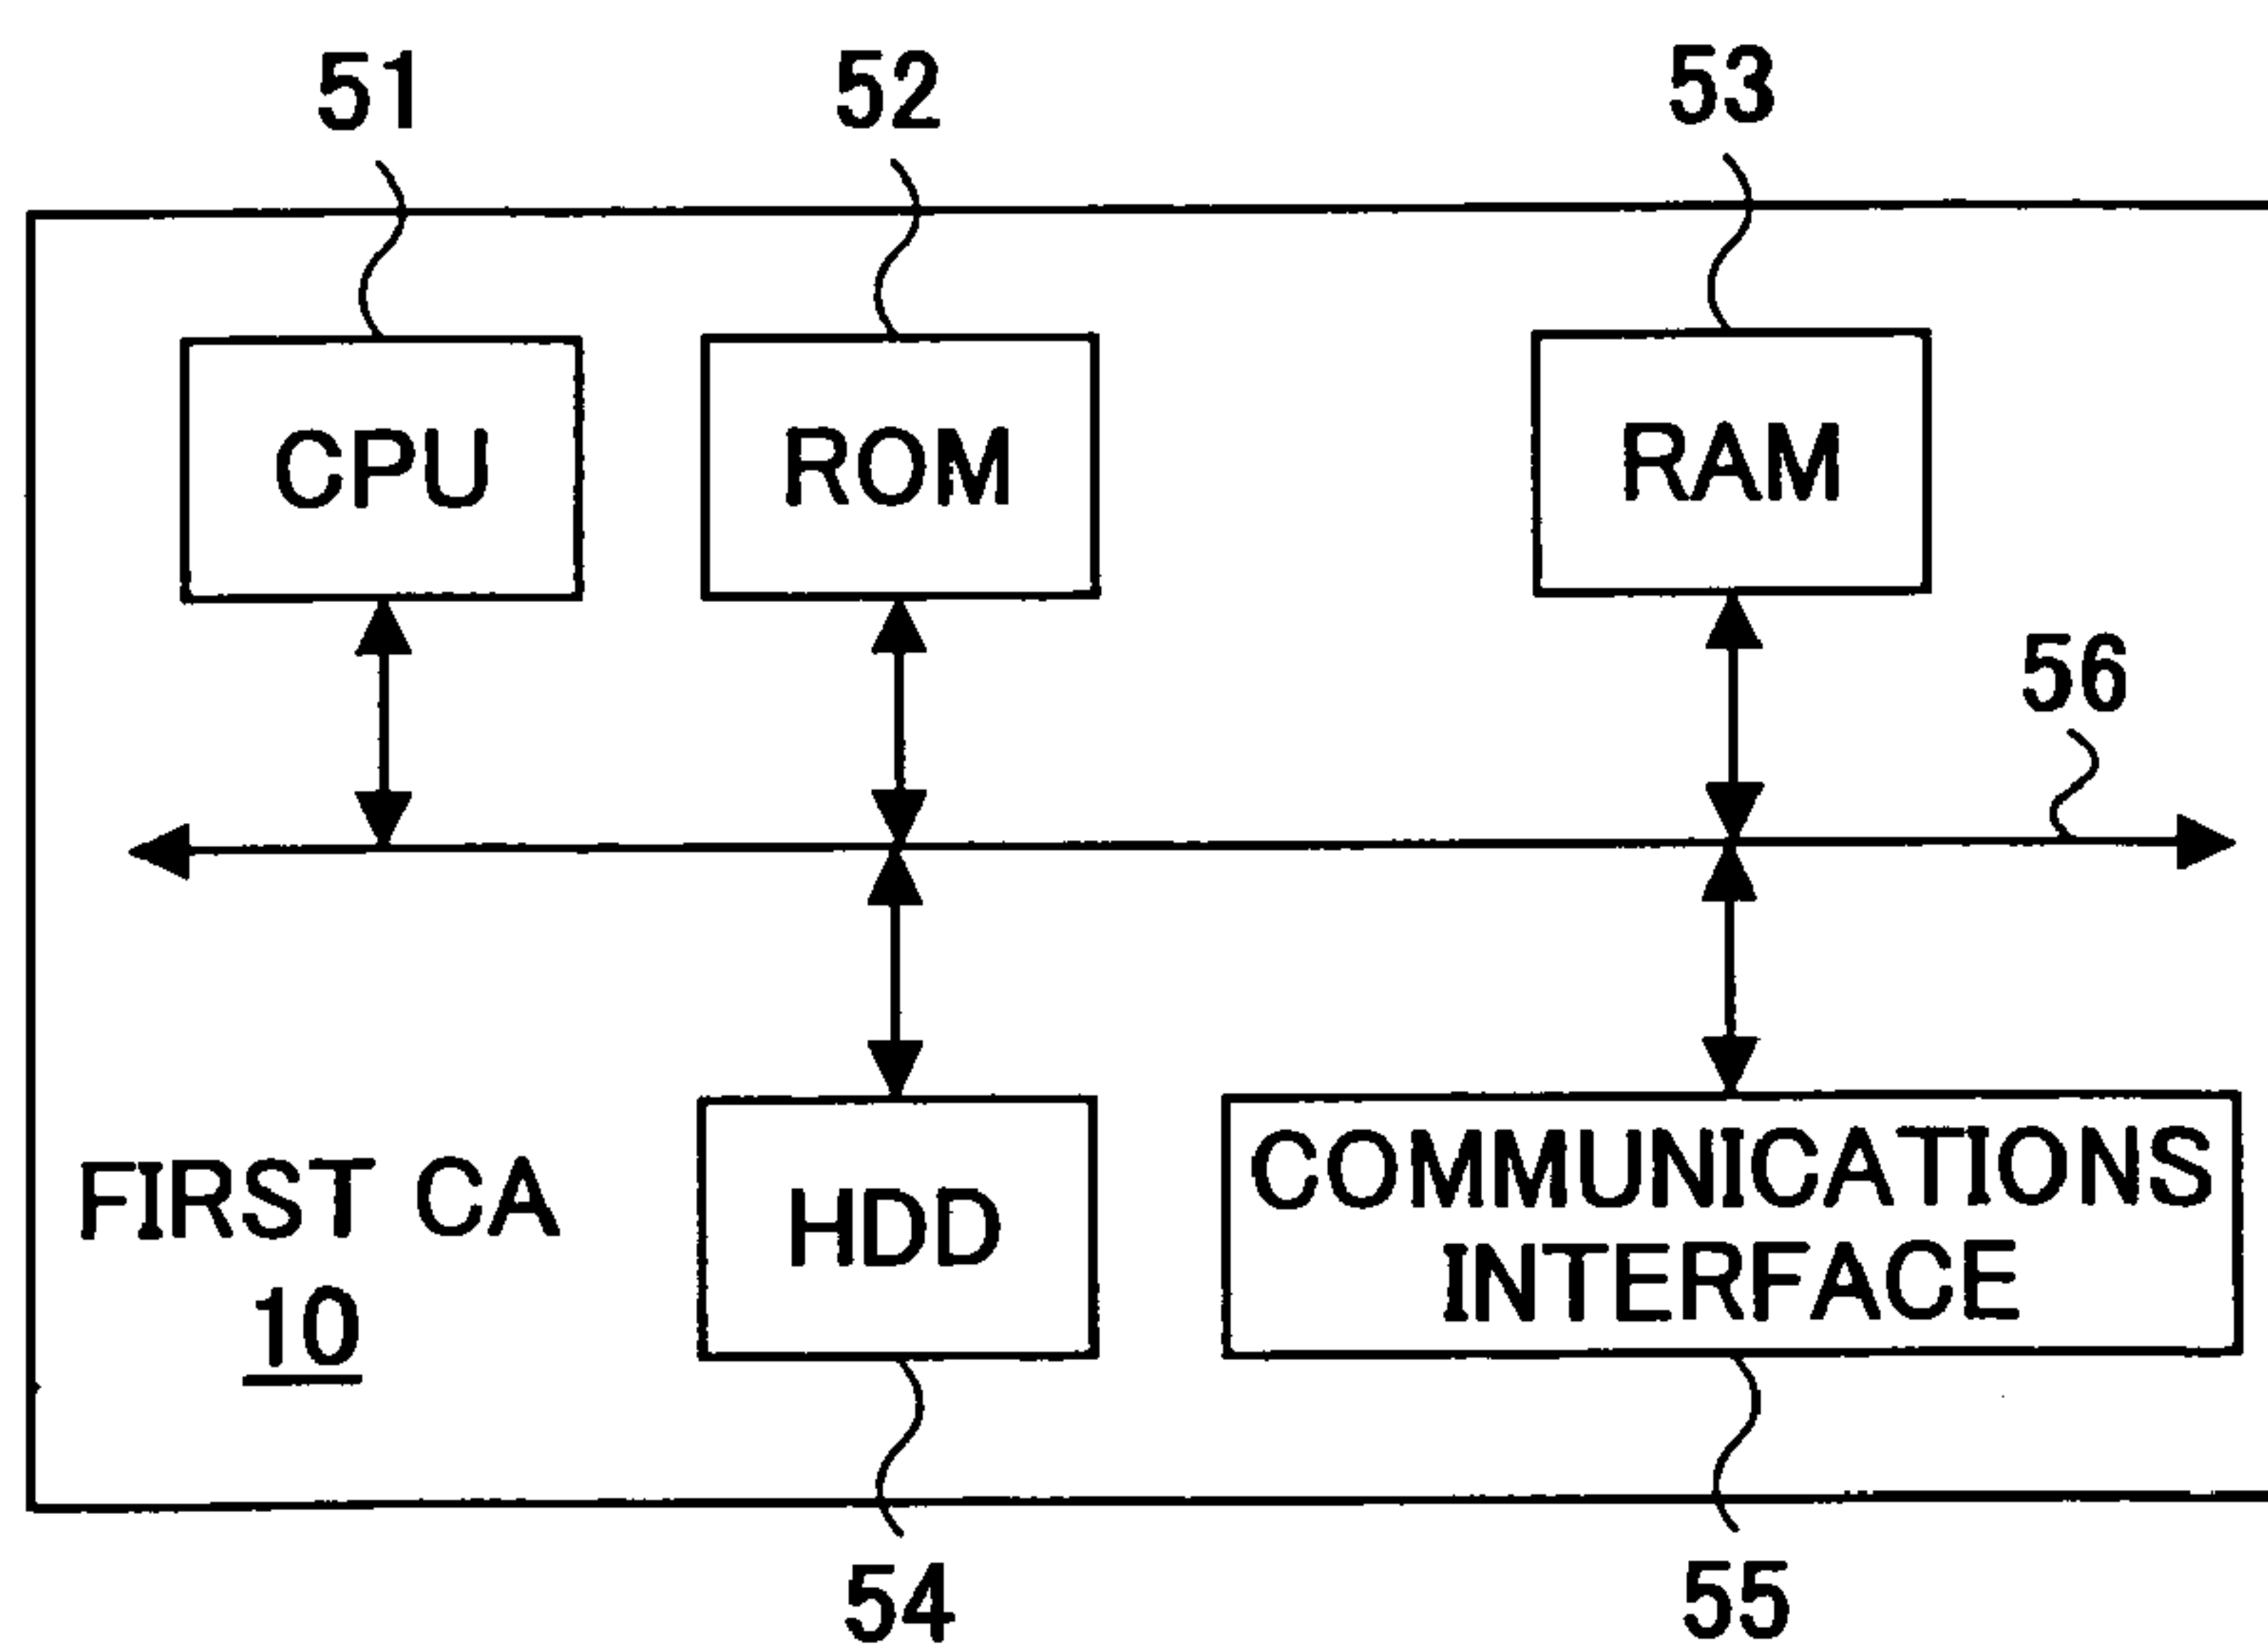 51
52
53
CPU
ROM
RAM
56
FIRST CA
10
HDD
COMMUNICATIONS
INTERFACE
54
55